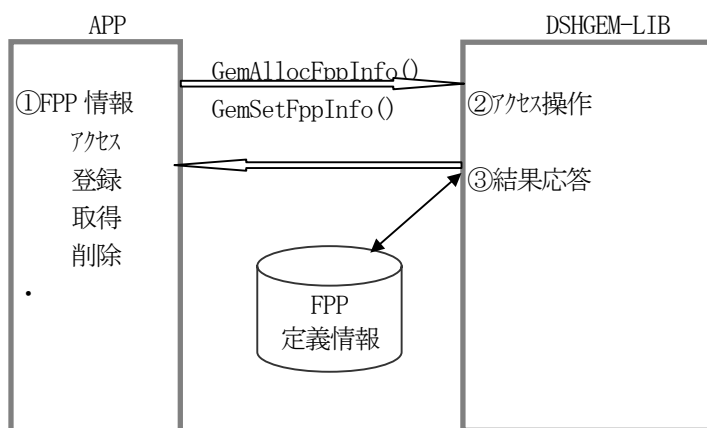 APP
DSHGEM-LIB
GemAllocFppInfo()
①FPP 情報
GemSetFppInfo()
②アクセス操作
アクセス
登録
③結果応答
取得
削除
・
FPP
定義情報